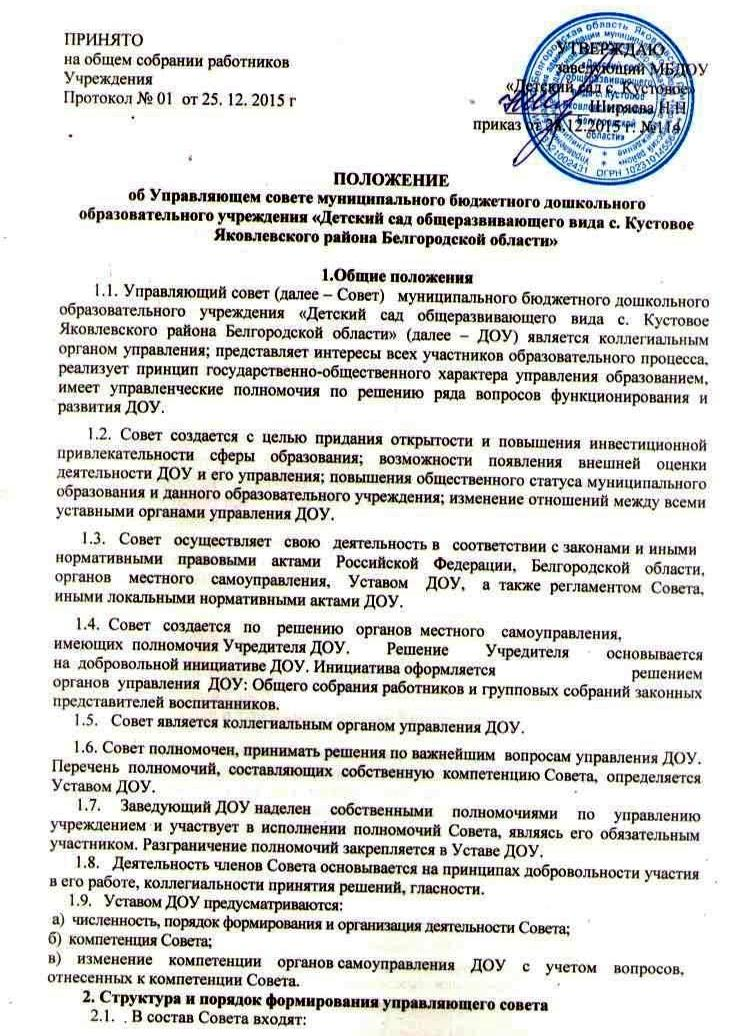 ПРИНЯТО
на общем собрании работников
Учреждения
Протокол № 01 от 25. 12. 2015 г
УТВЕРЖДАЮ
заведующий МБДОУ
«Детский сад с. Кустовое»
Ширяева Н.Н
приказ от 12.2015 г. №114
ПОЛОЖЕНИЕ
об Управляющем совете муниципального бюджетного дошкольного
образовательного учреждения «Детский сад общеразвивающего вида с. Кустовое
Яковлевского района Белгородской области»
1.Общие положения
1.1. Управляющий совет (далее – Совет) муниципального бюджетного дошкольного
образовательного учреждения «Детский сад общеразвивающего вида с. Кустовое
Яковлевского района Белгородской области» (далее – ДОУ) является коллегиальным
органом управления; представляет интересы всех участников образовательного процесса,
реализует принцип государственно-общественного характера управления образованием,
имеет управленческие полномочия по решению ряда вопросов функционирования и
развития ДОУ.
1.2. Совет создается с целью придания открытости и повышения инвестиционной
привлекательности сферы образования; возможности появления внешней оценки
деятельности ДОУ и его управления; повышения общественного статуса муниципального
образования и данного образовательного учреждения; изменение отношений между всеми
уставными органами управления ДОУ.
1.3. Совет осуществляет свою деятельность в соответствии с законами и иными
нормативными правовыми актами Российской Федерации, Белгородской области,
органов местного самоуправления, Уставом ДОУ, а также регламентом Совета,
иными локальными нормативными актами ДОУ.
1.4. Совет создается по решению органов местного самоуправления,
имеющих полномочия Учредителя ДОУ. Решение Учредителя основывается
на добровольной инициативе ДОУ. Инициатива оформляется решением
органов управления ДОУ: Общего собрания работников и групповых собраний законных
представителей воспитанников.
1.5. Совет является коллегиальным органом управления ДОУ.
1.6. Совет полномочен, принимать решения по важнейшим вопросам управления ДОУ.
Перечень полномочий, составляющих собственную компетенцию Совета, определяется
Уставом ДОУ.
1.7. Заведующий ДОУ наделен собственными полномочиями по управлению
учреждением и участвует в исполнении полномочий Совета, являясь его обязательным
участником. Разграничение полномочий закрепляется в Уставе ДОУ.
1.8. Деятельность членов Совета основывается на принципах добровольности участия
в его работе, коллегиальности принятия решений, гласности.
1.9. Уставом ДОУ предусматриваются:
а) численность, порядок формирования и организация деятельности Совета;
б) компетенция Совета;
в) изменение компетенции органов самоуправления ДОУ с учетом вопросов,
отнесенных к компетенции Совета.
2. Структура и порядок формирования управляющего совета
2.1. . В состав Совета входят: